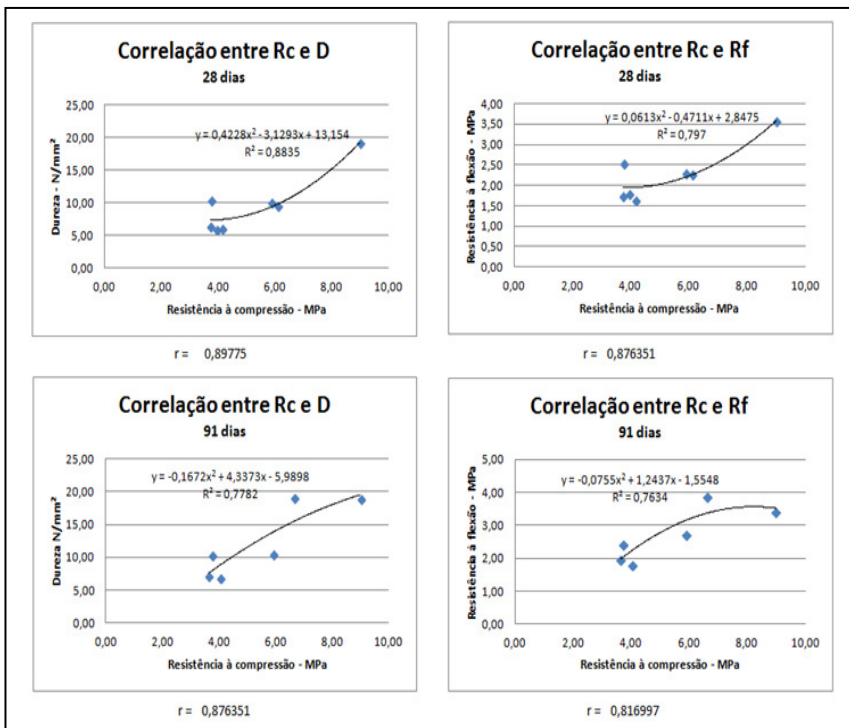 Correlação entre Rc e D
28 dias
25,00
20,00
15,00
10,00
5,00
0,00
Dureza - N/mm²
y = 0,4228x² - 3,1293x + 13,154
R² = 0,8835
0,00 2,00 4,00 6,00 8,00 10,00
Resistência à compressão - MPa
r = 0,89775
Correlação entre Rc e Rf
28 dias
4,00
3,50
3,00
2,50
2,00
1,50
1,00
0,50
0,00
Resistência à flexão - MPa
y = 0,0613x² - 0,4711x + 2,8475
R² = 0,797
0,00 2,00 4,00 6,00 8,00 10,00
Resistência à compressão - MPa
r = 0,876351
Correlação entre Rc e D
91 dias
25,00
20,00
15,00
10,00
5,00
0,00
Dureza N/mm²
y = -0,1672x² + 4,3373x - 5,9898
R² = 0,7782
0,00 2,00 4,00 6,00 8,00 10,00
Resistência à compressão - MPa
r = 0,876351
Correlação entre Rc e Rf
91 dias
5,00
4,00
3,00
2,00
1,00
0,00
Resistência à flexão - MPa
y = -0,0755x² + 1,2437x - 1,5548
R² = 0,7634
0,00 2,00 4,00 6,00 8,00 10,00
Resistência à compressão - MPa
r = 0,816997